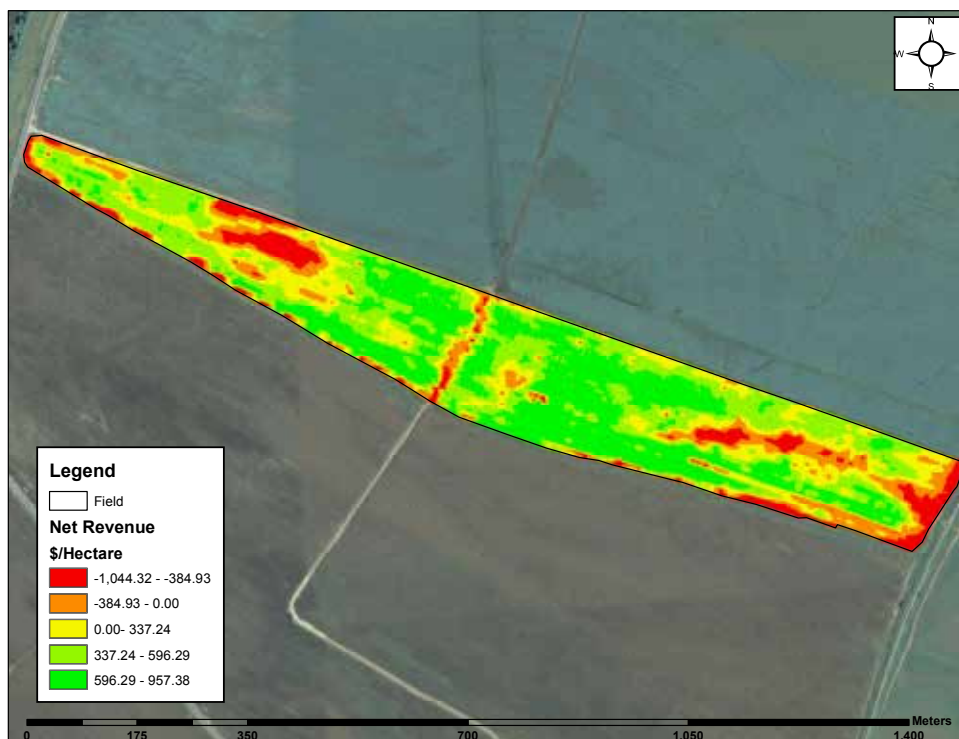 N
W
S
Legend
Field
Net Revenue
$/Hectare
-1,044.32 - -384.93
-384.93 - 0.00
0.00- 337.24
337.24 - 596.29
596.29 - 957.38
Meters
0 175 350 700 1,050 1,400